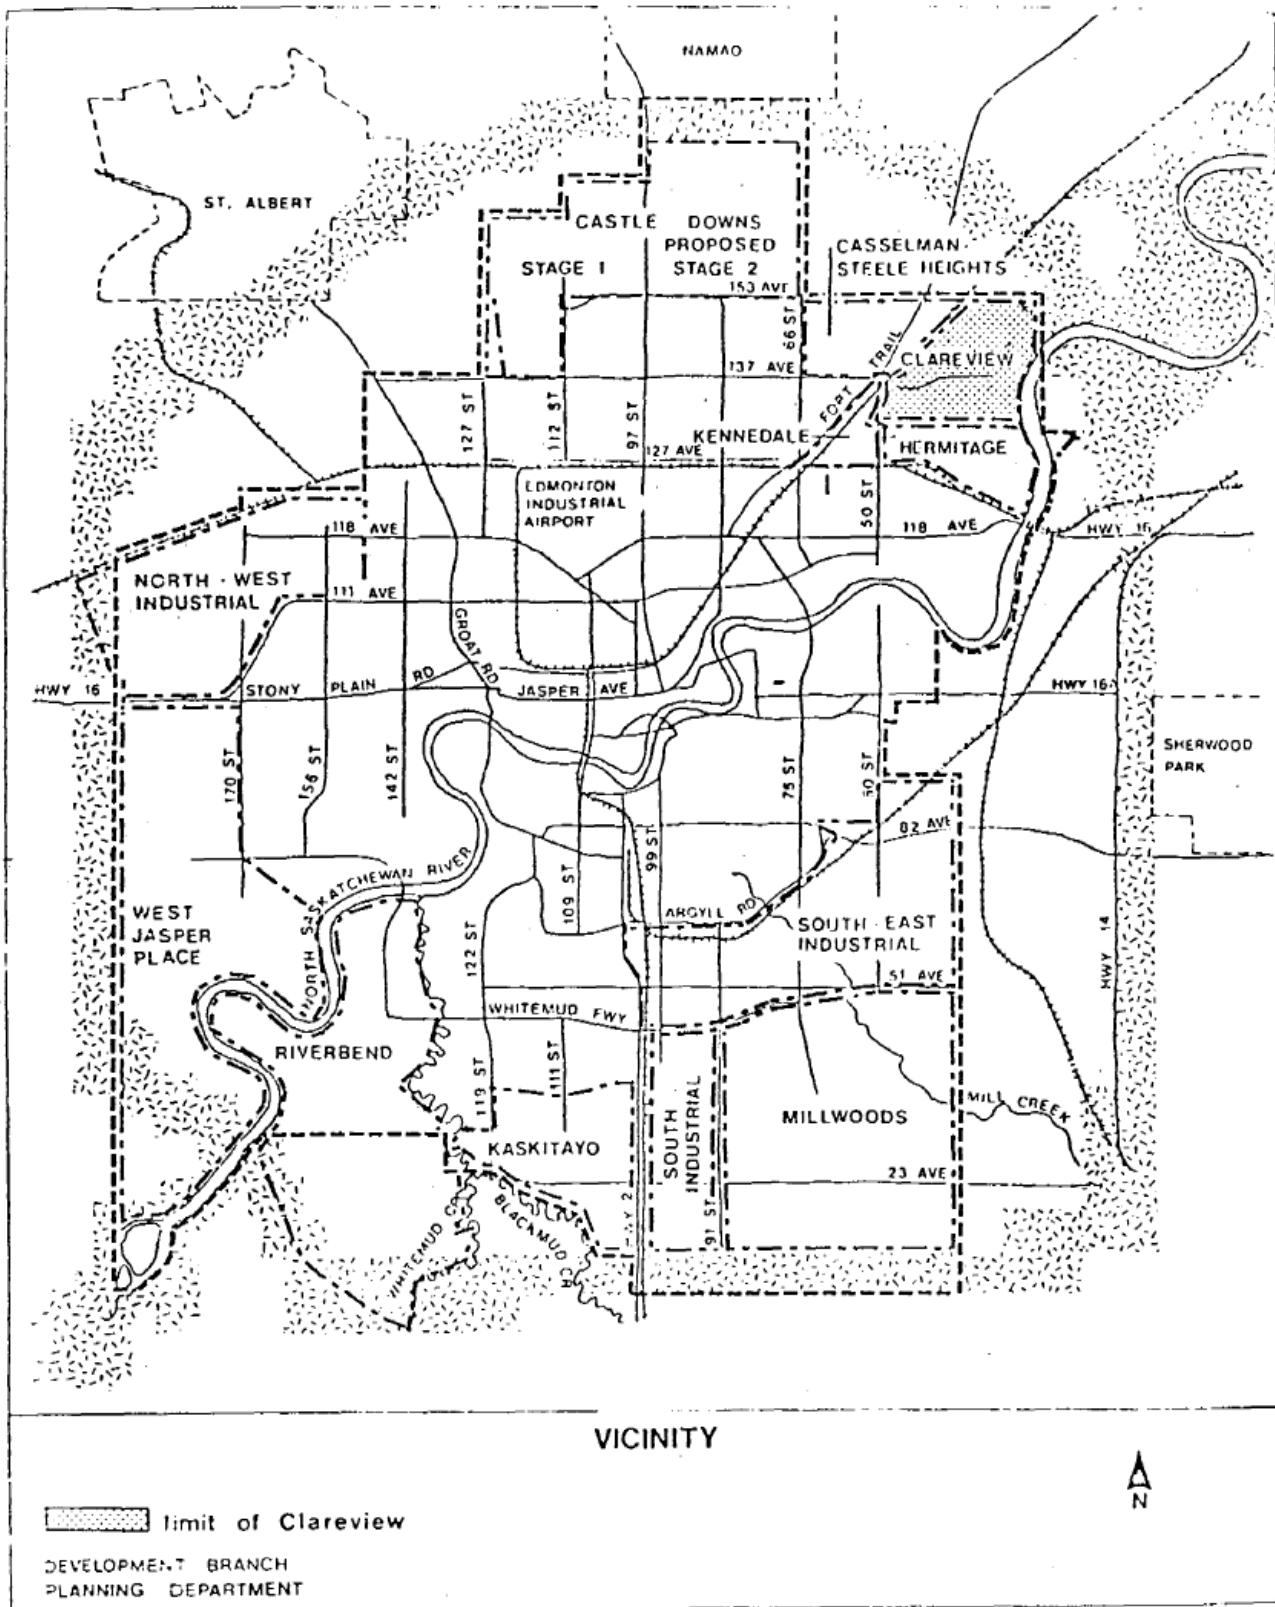 NAMAO
ST. ALBERT
CASTLE DOWNS
PROPOSED
STAGE 1
STAGE 2
CASSELMAN-
STEELE HEIGHTS
153 AVE
66 ST
FORT TRAIL
CLAREVIEW
137 AVE
127 ST
112 ST
97 ST
KENNEDALE
127 AVE
HERMITAGE
EDMONTON
INDUSTRIAL
AIRPORT
50 ST
118 AVE
118 AVE
HWY 16
NORTH-WEST
INDUSTRIAL
111 AVE
GROAT RD
HWY 16
STONY PLAIN RD
JASPER AVE
HWY 16A
SHERWOOD
PARK
170 ST
156 ST
142 ST
75 ST
50 ST
82 AVE
99 ST
NORTH SASKATCHEWAN RIVER
109 ST
ARGYLL RD
WEST
JASPER
PLACE
SOUTH-EAST
INDUSTRIAL
122 ST
51 AVE
HWY 14
WHITEMUD FWY
RIVERBEND
119 ST
111 ST
SOUTH
INDUSTRIAL
MILLWOODS
MILL CREEK
KASKITAYO
23 AVE
91 ST
WHITEMUD CR
BLACKMUD CR
VICINITY
N
limit of Clareview
DEVELOPMENT BRANCH
PLANNING DEPARTMENT